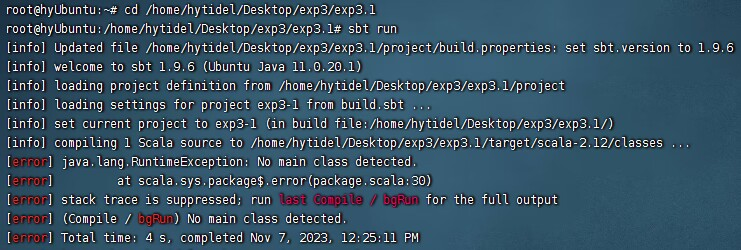 root@hyUbuntu:~# cd /home/hytidel/Desktop/exp3/exp3.1
root@hyUbuntu:/home/hytidel/Desktop/exp3/exp3.1# sbt run
[info] Updated file /home/hytidel/Desktop/exp3/exp3.1/project/build.properties: set sbt.version to 1.9.6
[info] welcome to sbt 1.9.6 (Ubuntu Java 11.0.20.1)
[info] loading project definition from /home/hytidel/Desktop/exp3/exp3.1/project
[info] loading settings for project exp3-1 from build.sbt ...
[info] set current project to exp3-1 (in build file:/home/hytidel/Desktop/exp3/exp3.1/)
[info] compiling 1 Scala source to /home/hytidel/Desktop/exp3/exp3.1/target/scala-2.12/classes ...
[error] java.lang.RuntimeException: No main class detected.
[error]         at scala.sys.package$.error(package.scala:30)
[error] stack trace is suppressed; run last Compile / bgRun for the full output
[error] (Compile / bgRun) No main class detected.
[error] Total time: 4 s, completed Nov 7, 2023, 12:25:11 PM